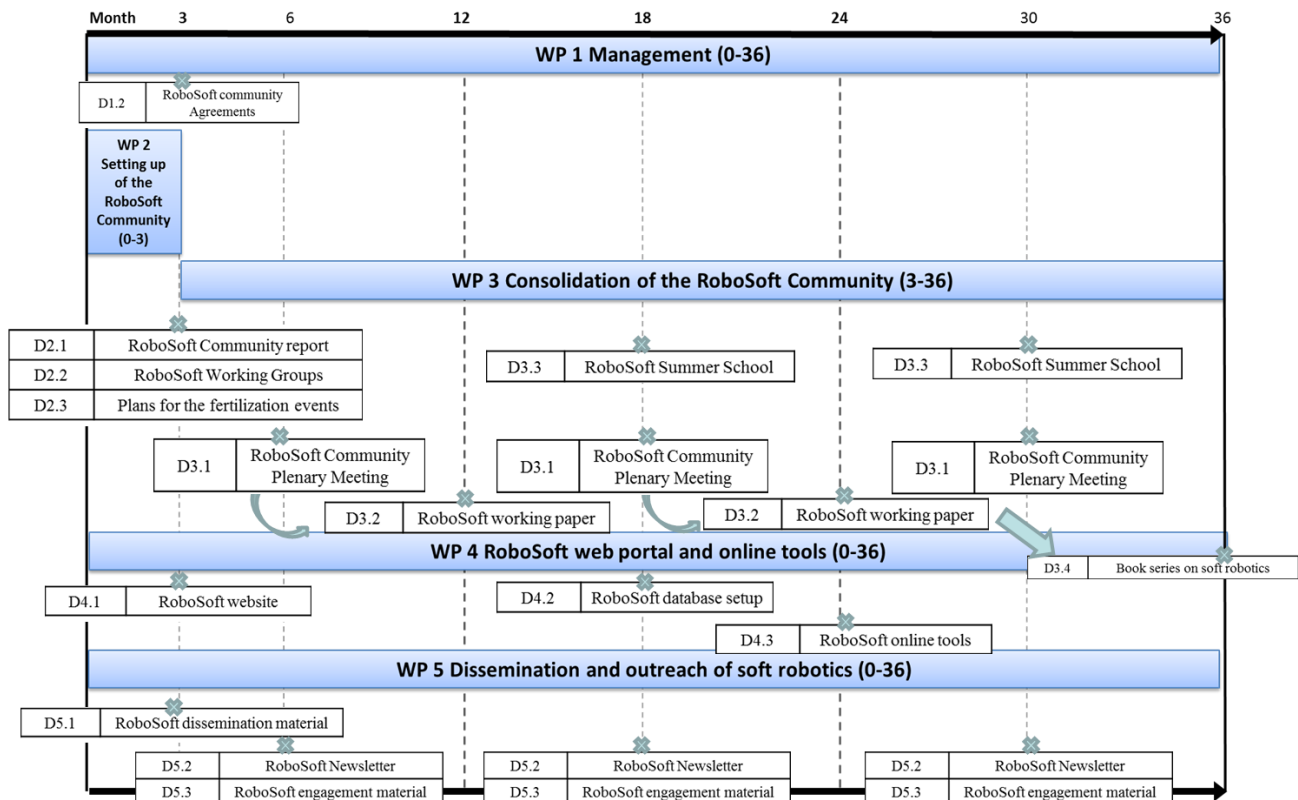 Month 3 6 12 18 24 30 36
WP 1 Management (0-36)
D1.2 RoboSoft community
Agreements
WP 2
Setting up
of the
RoboSoft
Community
(0-3)
WP 3 Consolidation of the RoboSoft Community (3-36)
D2.1 RoboSoft Community report
D2.2 RoboSoft Working Groups
D2.3 Plans for the fertilization events
D3.3 RoboSoft Summer School
D3.3 RoboSoft Summer School
D3.1 RoboSoft Community
Plenary Meeting
D3.1 RoboSoft Community
Plenary Meeting
D3.1 RoboSoft Community
Plenary Meeting
D3.2 RoboSoft working paper
D3.2 RoboSoft working paper
WP 4 RoboSoft web portal and online tools (0-36)
D3.4 Book series on soft robotics
D4.1 RoboSoft website
D4.2 RoboSoft database setup
D4.3 RoboSoft online tools
WP 5 Dissemination and outreach of soft robotics (0-36)
D5.1 RoboSoft dissemination material
D5.2 RoboSoft Newsletter
D5.3 RoboSoft engagement material
D5.2 RoboSoft Newsletter
D5.3 RoboSoft engagement material
D5.2 RoboSoft Newsletter
D5.3 RoboSoft engagement material